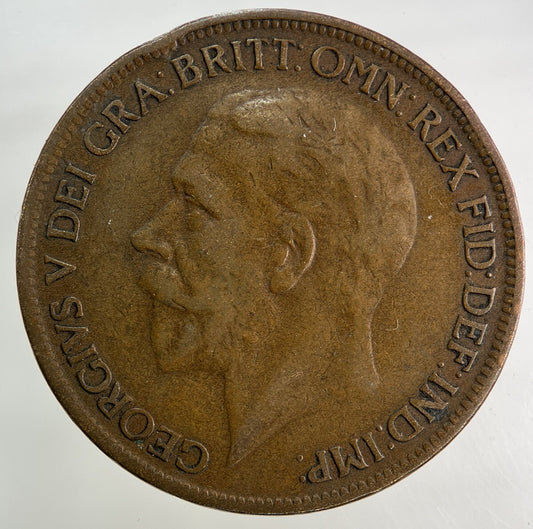 GEORGIVS V DEI GRA: BRITT: OMN: REX FID: DEF: IND: IMP: